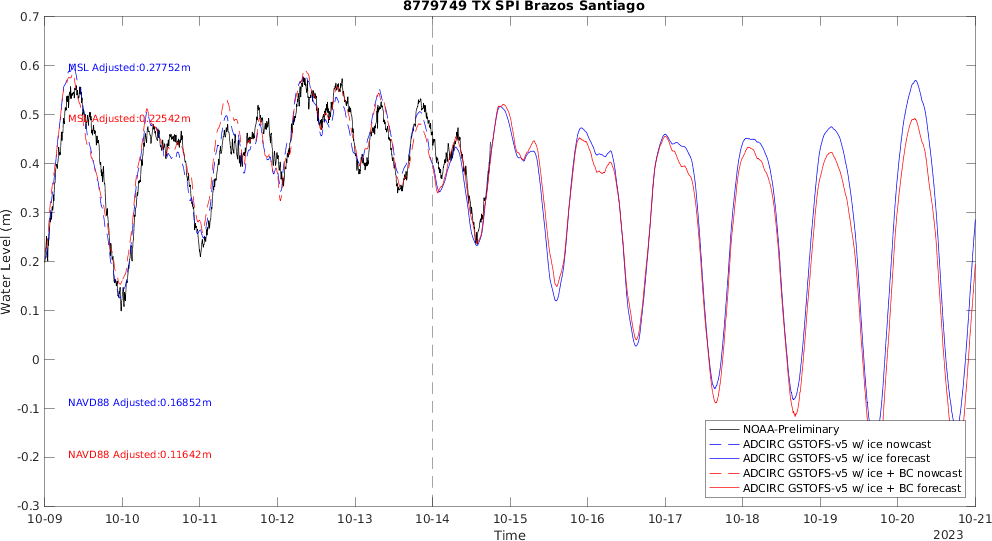 8779749 TX SPI Brazos Santiago
0.7
0.6
0.5
0.4
0.3
0.2
0.1
0
-0.1
-0.2
-0.3
Water Level (m)
MSL Adjusted:0.27752m
MSL Adjusted:0.22542m
NAVD88 Adjusted:0.16852m
NAVD88 Adjusted:0.11642m
NOAA-Preliminary
ADCIRC GSTOFS-v5 w/ ice nowcast
ADCIRC GSTOFS-v5 w/ ice forecast
ADCIRC GSTOFS-v5 w/ ice + BC nowcast
ADCIRC GSTOFS-v5 w/ ice + BC forecast
10-09 10-10 10-11 10-12 10-13 10-14 10-15 10-16 10-17 10-18 10-19 10-20 10-21
Time
2023